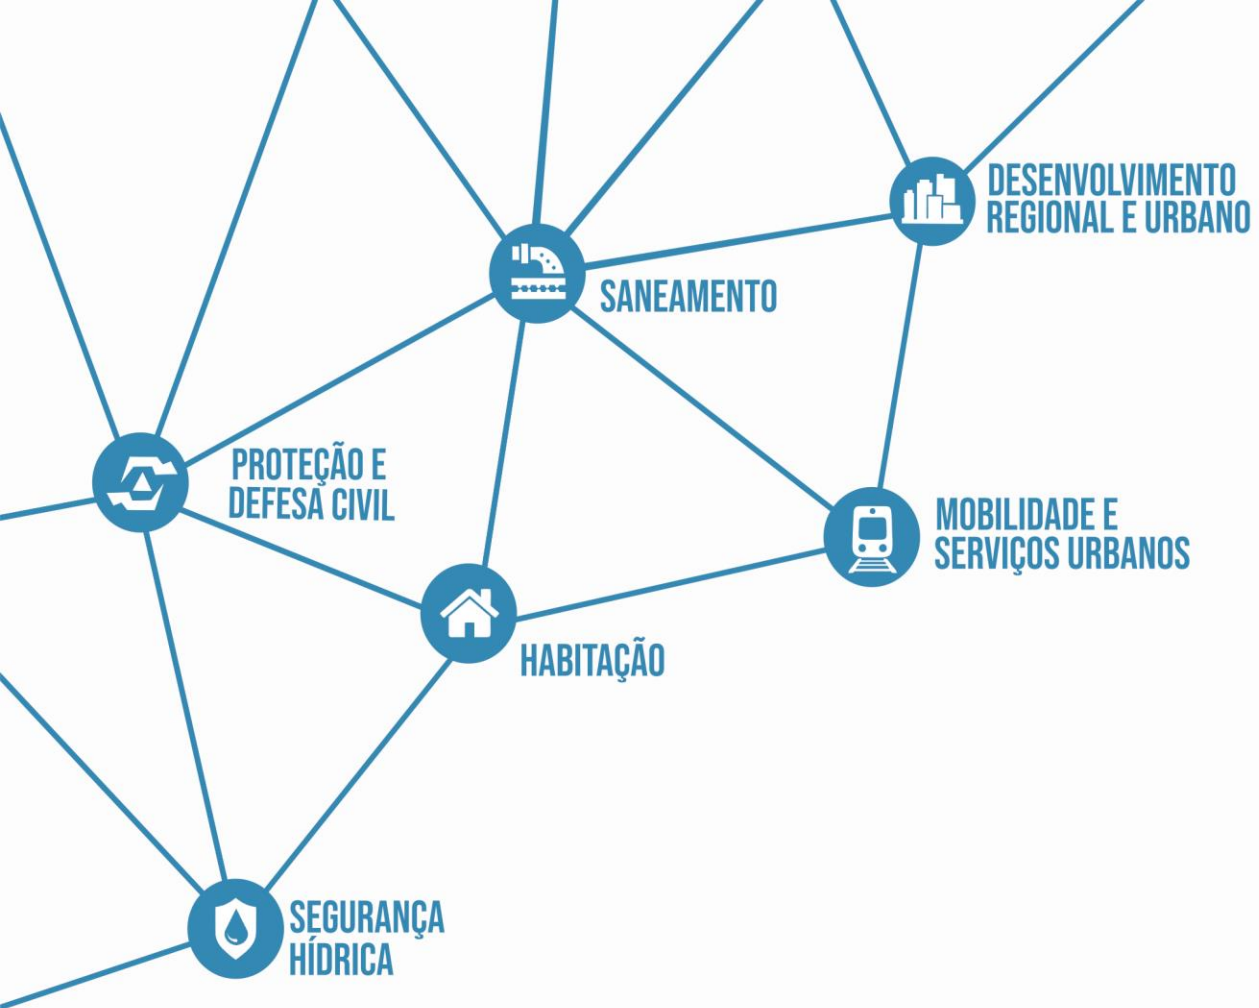 DESENVOLVIMENTO
REGIONAL E URBANO
SANEAMENTO
PROTEÇÃO E
DEFESA CIVIL
MOBILIDADE E
SERVIÇOS URBANOS
HABITAÇÃO
SEGURANÇA
HÍDRICA